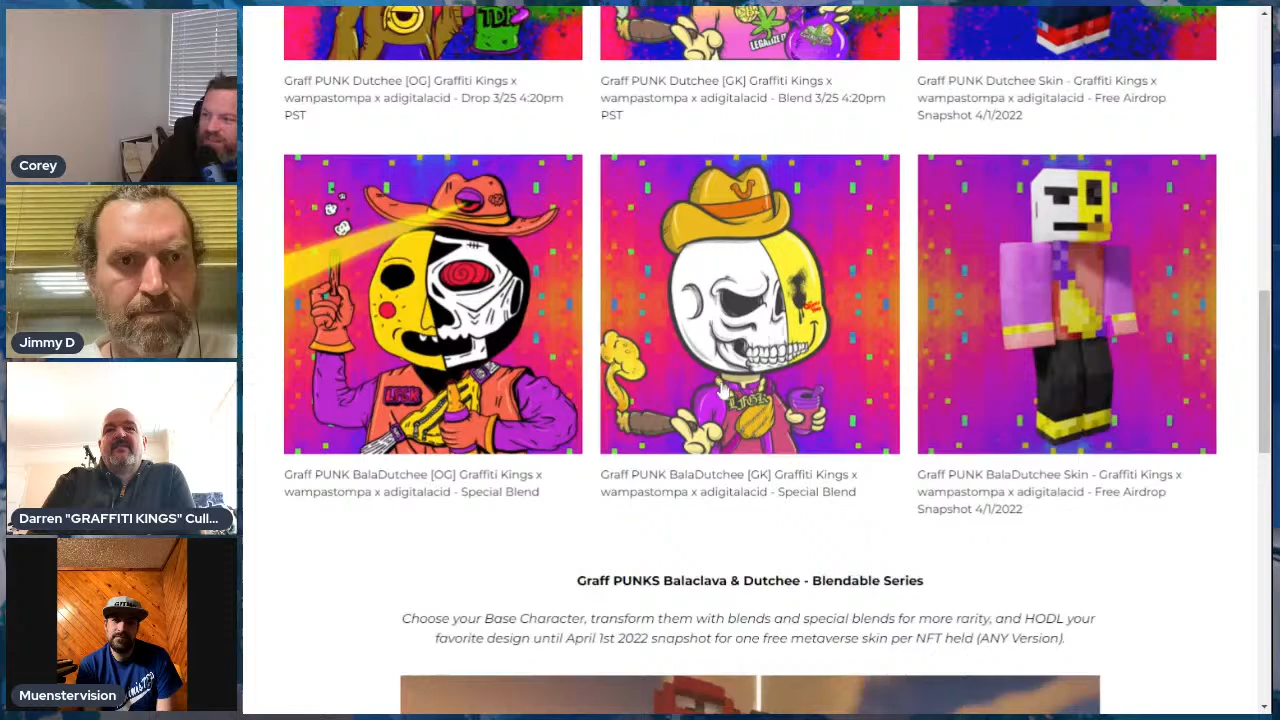 Corey
Jimmy D
Darren "GRAFFITI KINGS" Cull...
Muenstervision
TDF
LEGALIZE
Graff PUNK Dutchee [OG] Graffiti Kings x
wampastompa x adigitalacid - Drop 3/25 4:20pm
PST
Graff PUNK Dutchee [GK] Graffiti Kings x
wampastompa x adigitalacid - Blend 3/25 4:20pm
PST
Graff PUNK Dutchee Skin - Graffiti Kings x
wampastompa x adigitalacid - Free Airdrop
Snapshot 4/1/2022
Graff PUNK BalaDutchee [OG] Graffiti Kings x
wampastompa x adigitalacid - Special Blend
Graff PUNK BalaDutchee [GK] Graffiti Kings x
wampastompa x adigitalacid - Special Blend
Graff PUNK BalaDutchee Skin - Graffiti Kings x
wampastompa x adigitalacid - Free Airdrop
Snapshot 4/1/2022
Graff PUNKS Balaclava & Dutchee - Blendable Series
Choose your Base Character, transform them with blends and special blends for more rarity, and HODL your
favorite design until April 1st 2022 snapshot for one free metaverse skin per NFT held (ANY Version).